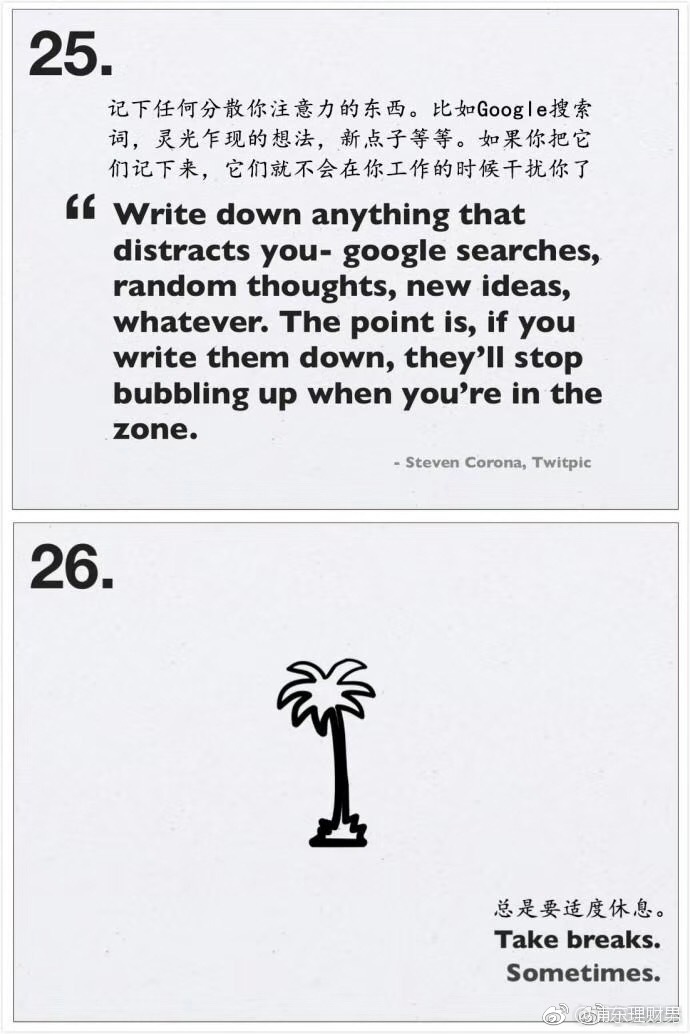 25.
记下任何分散你注意力的东西。比如Google搜索
词，灵光乍现的想法，新点子等等。如果你把它
们记下来，它们就不会在你工作的时候干扰你了
“ Write down anything that
distracts you- google searches,
random thoughts, new ideas,
whatever. The point is, if you
write them down, they’ll stop
bubbling up when you’re in the
zone.
- Steven Corona, Twitpic
26.
总是要适度休息。
Take breaks.
Sometimes.
浦东理财男